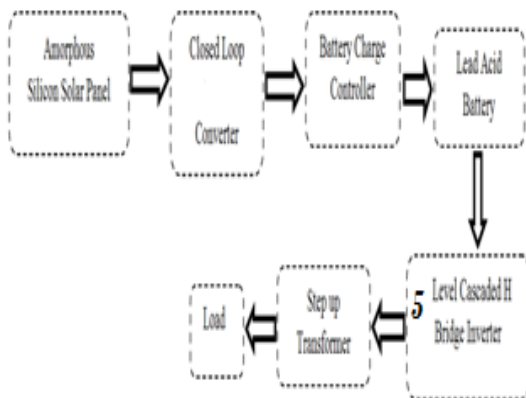 Amorphous
Silicon Solar Panel
Closed Loop
Converter
Battery Charge
Controller
Lead Acid
Battery
5 Level Cascaded H
Bridge Inverter
Step up
Transformer
Load